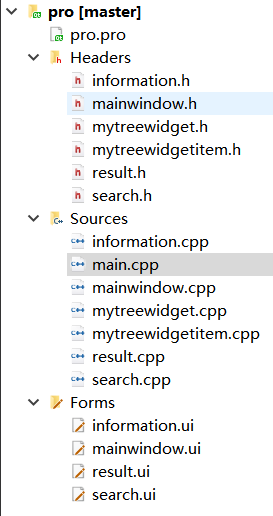 pro [master]
pro.pro
Headers
information.h
mainwindow.h
mytreewidget.h
mytreewidgetitem.h
result.h
search.h
Sources
information.cpp
main.cpp
mainwindow.cpp
mytreewidget.cpp
mytreewidgetitem.cpp
result.cpp
search.cpp
Forms
information.ui
mainwindow.ui
result.ui
search.ui